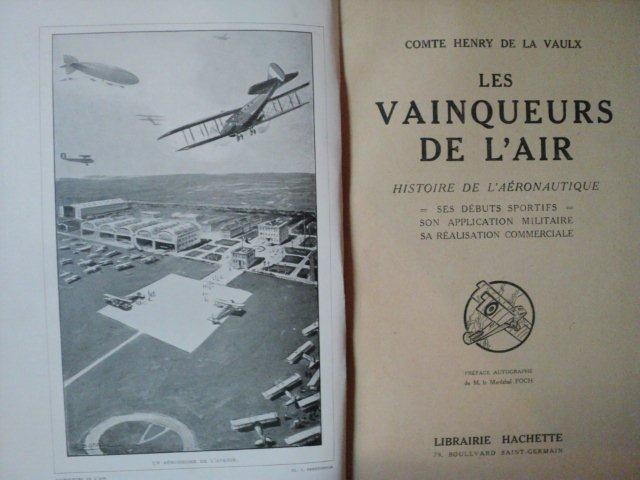 UN AÉRODROME DE L'AVENIR.
COMTE HENRY DE LA VAULX
LES
VAINQUEURS
DE L'AIR
HISTOIRE DE L'AÉRONAUTIQUE
= SES DÉBUTS SPORTIFS =
SON APPLICATION MILITAIRE
SA RÉALISATION COMMERCIALE
PRÉFACE AUTOGRAPHE
de M. le Maréchal FOCH
LIBRAIRIE HACHETTE
79, BOULEVARD SAINT-GERMAIN